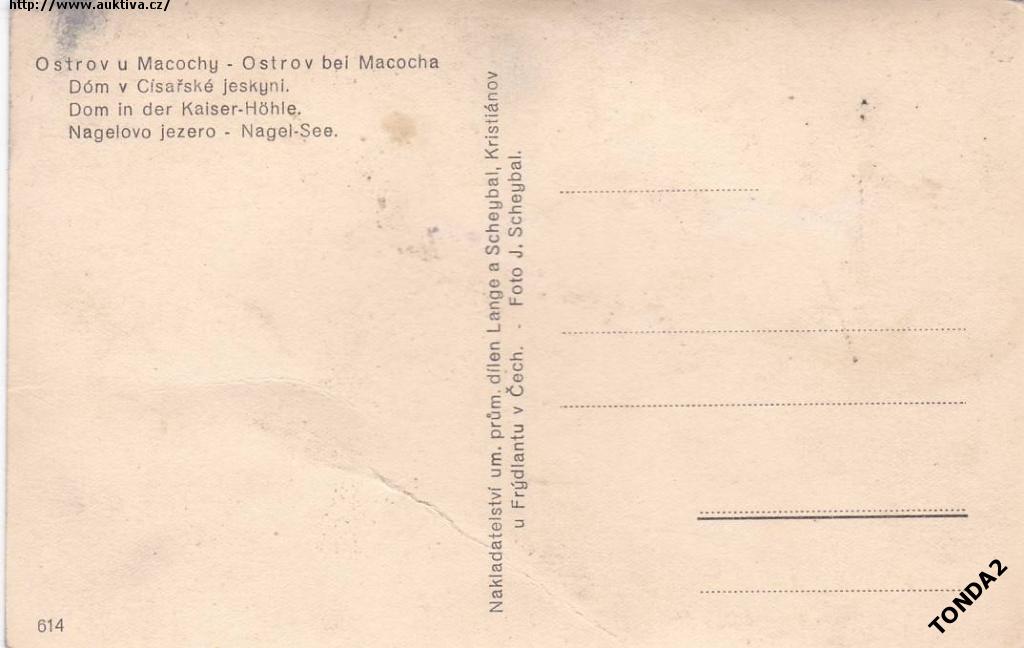 http://www.auktiva.cz/
Ostrov u Macochy - Ostrov bei Macocha
Dóm v Císařské jeskyni.
Dom in der Kaiser-Höhle.
Nagelovo jezero - Nagel-See.
Nakladatelství um. prům. dílen Lange a Scheybal, Kristiánov
u Frýdlantu v Čech. - Foto J. Scheybal.
614
TONDA2